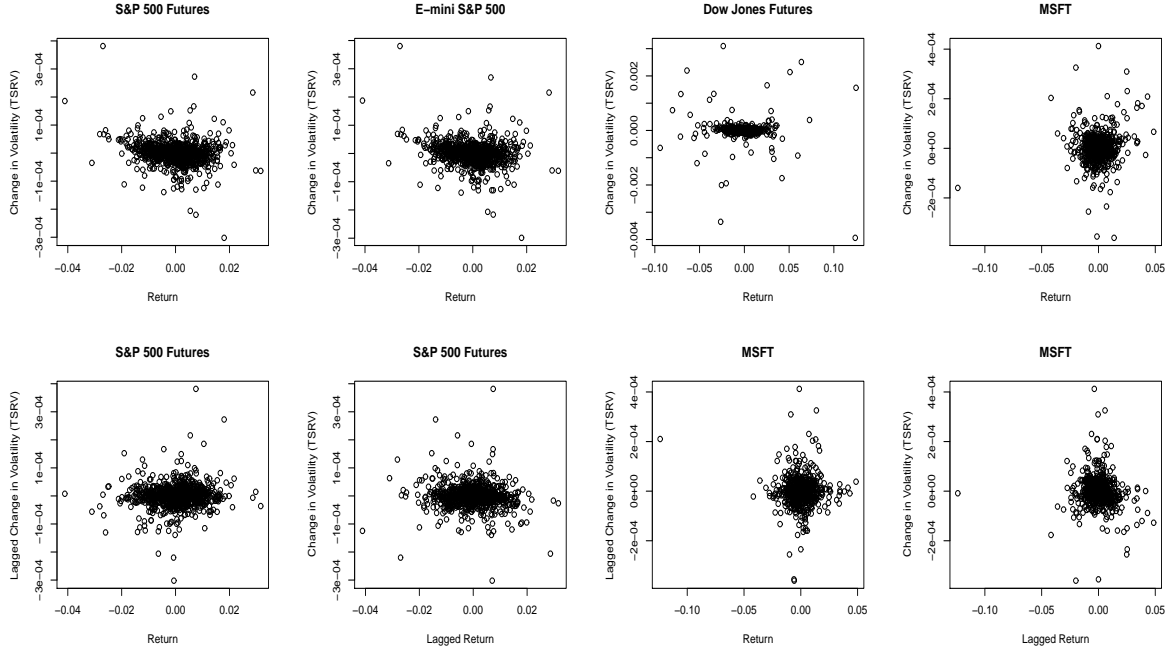 S&P 500 Futures
Change in Volatility (TSRV)
3e−04
1e−04
−1e−04
−3e−04
−0.04 −0.02 0.00 0.02
Return
E−mini S&P 500
Change in Volatility (TSRV)
3e−04
1e−04
−1e−04
−3e−04
−0.04 −0.02 0.00 0.02
Return
Dow Jones Futures
Change in Volatility (TSRV)
0.002
0.000
−0.002
−0.004
−0.10 −0.05 0.00 0.05 0.10
Return
MSFT
Change in Volatility (TSRV)
4e−04
2e−04
0e+00
−2e−04
−0.10 −0.05 0.00 0.05
Return
S&P 500 Futures
Lagged Change in Volatility (TSRV)
3e−04
1e−04
−1e−04
−3e−04
−0.04 −0.02 0.00 0.02
Return
S&P 500 Futures
Change in Volatility (TSRV)
3e−04
1e−04
−1e−04
−3e−04
−0.04 −0.02 0.00 0.02
Lagged Return
MSFT
Lagged Change in Volatility (TSRV)
4e−04
2e−04
0e+00
−2e−04
−0.10 −0.05 0.00 0.05
Return
MSFT
Change in Volatility (TSRV)
4e−04
2e−04
0e+00
−2e−04
−0.10 −0.05 0.00 0.05
Lagged Return